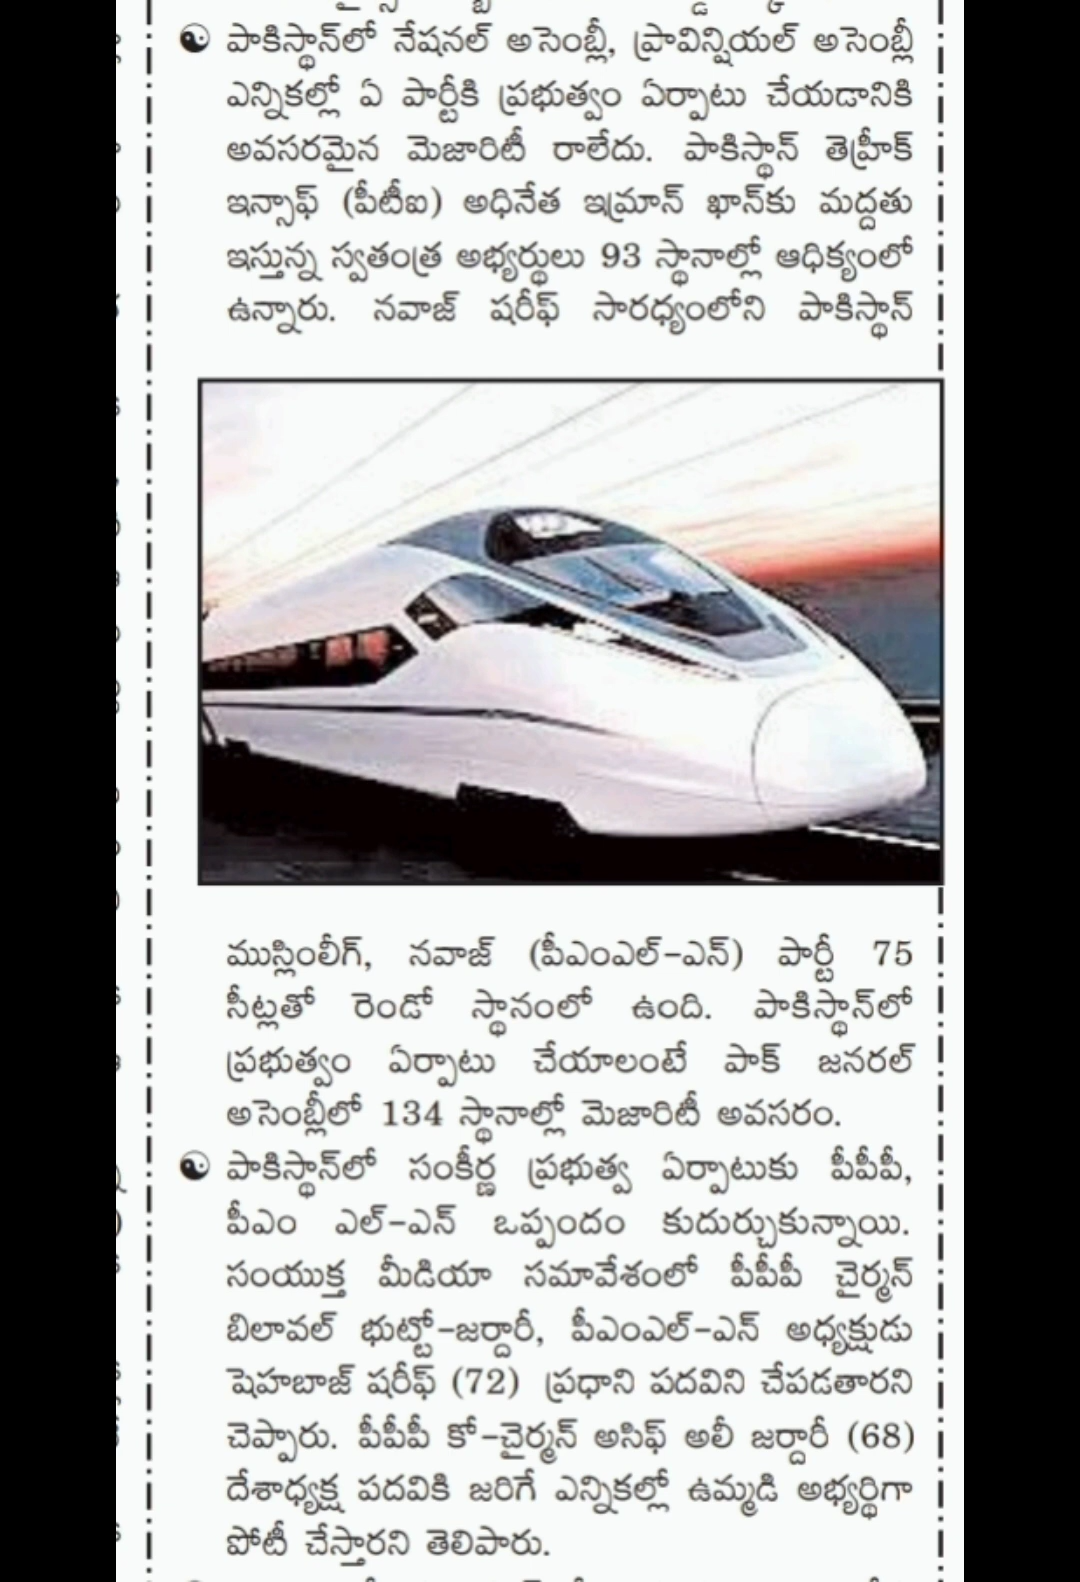 పాకిస్థాన్‌లో నేషనల్ అసెంబ్లీ, ప్రావిన్షియల్ అసెంబ్లీ
ఎన్నికల్లో ఏ పార్టీకి ప్రభుత్వం ఏర్పాటు చేయడానికి
అవసరమైన మెజారిటీ రాలేదు. పాకిస్థాన్ తెహ్రీక్
ఇన్సాఫ్ (పీటీఐ) అధినేత ఇమ్రాన్ ఖాన్‌కు మద్దతు
ఇస్తున్న స్వతంత్ర అభ్యర్థులు 93 స్థానాల్లో ఆధిక్యంలో
ఉన్నారు. నవాజ్ షరీఫ్ సారధ్యంలోని పాకిస్థాన్
ముస్లింలీగ్, నవాజ్ (పీఎంఎల్-ఎన్) పార్టీ 75
సీట్లతో రెండో స్థానంలో ఉంది. పాకిస్థాన్‌లో
ప్రభుత్వం ఏర్పాటు చేయాలంటే పాక్ జనరల్
అసెంబ్లీలో 134 స్థానాల్లో మెజారిటీ అవసరం.
పాకిస్థాన్‌లో సంకీర్ణ ప్రభుత్వ ఏర్పాటుకు పీపీపీ,
పీఎం ఎల్-ఎన్ ఒప్పందం కుదుర్చుకున్నాయి.
సంయుక్త మీడియా సమావేశంలో పీపీపీ చైర్మన్
బిలావల్ భుట్టో-జర్దారీ, పీఎంఎల్-ఎన్ అధ్యక్షుడు
షెహబాజ్ షరీఫ్ (72) ప్రధాని పదవిని చేపడతారని
చెప్పారు. పీపీపీ కో-చైర్మన్ అసిఫ్ అలీ జర్దారీ (68)
దేశాధ్యక్ష పదవికి జరిగే ఎన్నికల్లో ఉమ్మడి అభ్యర్థిగా
పోటీ చేస్తారని తెలిపారు.